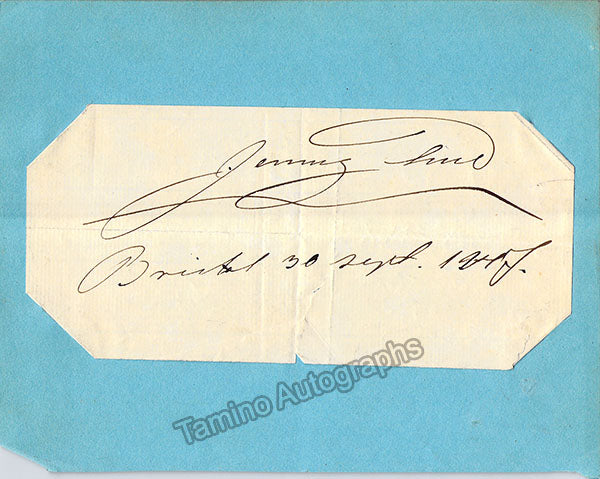 Jenny Lind
Bristol 30 sept. 1847.
Tamino Autographs